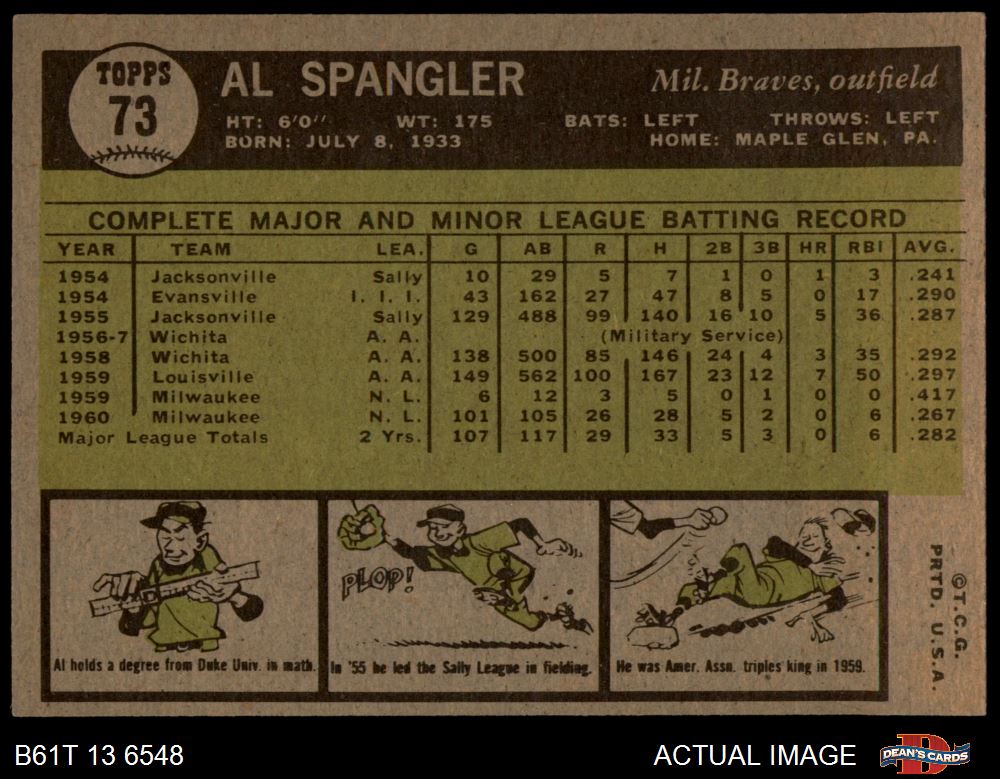 TOPPS
73
AL SPANGLER
Mil. Braves, outfield
HT: 6'0" WT: 175 BATS: LEFT THROWS: LEFT
BORN: JULY 8, 1933 HOME: MAPLE GLEN, PA.
COMPLETE MAJOR AND MINOR LEAGUE BATTING RECORD
YEAR TEAM LEA. G AB R H 2B 3B HR RBI AVG.
1954 Jacksonville Sally 10 29 5 7 1 0 1 3 .241
1954 Evansville I. I. I. 43 162 27 47 8 5 0 17 .290
1955 Jacksonville Sally 129 488 99 140 16 10 5 36 .287
1956-7 Wichita A. A. (Military Service)
1958 Wichita A. A. 138 500 85 146 24 4 3 35 .292
1959 Louisville A. A. 149 562 100 167 23 12 7 50 .297
1959 Milwaukee N. L. 6 12 3 5 0 1 0 0 .417
1960 Milwaukee N. L. 101 105 26 28 5 2 0 6 .267
Major League Totals 2 Yrs. 107 117 29 33 5 3 0 6 .282
PLOP!
Al holds a degree from Duke Univ. in math.
In '55 he led the Sally League in fielding.
He was Amer. Assn. triples king in 1959.
©T.C.G.
PRTD. U.S.A.
B61T 13 6548
ACTUAL IMAGE
DEAN'S CARDS